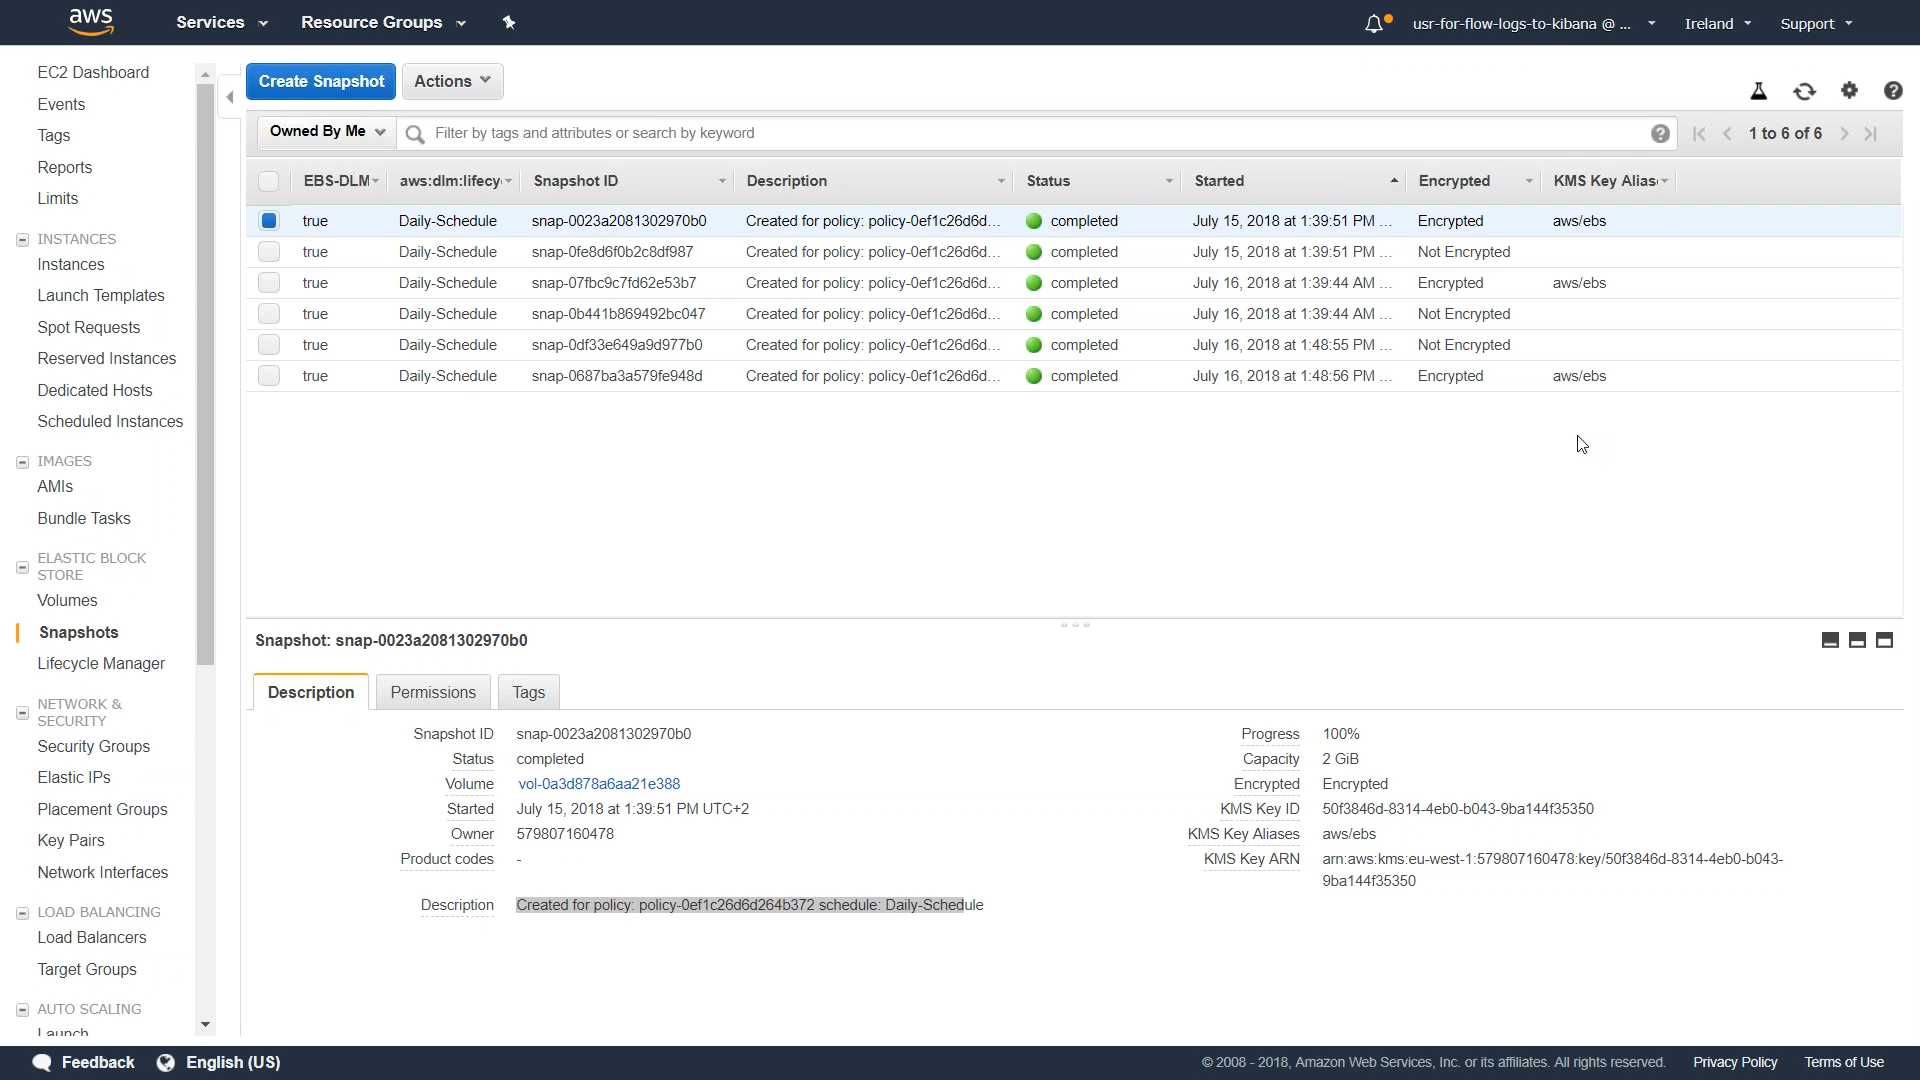 aws Services Resource Groups usr-for-flow-logs-to-kibana @ ... Ireland Support
EC2 Dashboard
Events
Tags
Reports
Limits
INSTANCES
Instances
Launch Templates
Spot Requests
Reserved Instances
Dedicated Hosts
Scheduled Instances
IMAGES
AMIs
Bundle Tasks
ELASTIC BLOCK
STORE
Volumes
Snapshots
Lifecycle Manager
NETWORK &
SECURITY
Security Groups
Elastic IPs
Placement Groups
Key Pairs
Network Interfaces
LOAD BALANCING
Load Balancers
Target Groups
AUTO SCALING
Launch
Create Snapshot Actions
Owned By Me Filter by tags and attributes or search by keyword 1 to 6 of 6
EBS-DLM aws:dlm:lifecy Snapshot ID Description Status Started Encrypted KMS Key Alias
true Daily-Schedule snap-0023a2081302970b0 Created for policy: policy-0ef1c26d6d... completed July 15, 2018 at 1:39:51 PM ... Encrypted aws/ebs
true Daily-Schedule snap-0fe8d6f0b2c8df987 Created for policy: policy-0ef1c26d6d... completed July 15, 2018 at 1:39:51 PM ... Not Encrypted
true Daily-Schedule snap-07fbc9c7fd62e53b7 Created for policy: policy-0ef1c26d6d... completed July 16, 2018 at 1:39:44 AM ... Encrypted aws/ebs
true Daily-Schedule snap-0b441b869492bc047 Created for policy: policy-0ef1c26d6d... completed July 16, 2018 at 1:39:44 AM ... Not Encrypted
true Daily-Schedule snap-0df33e649a9d977b0 Created for policy: policy-0ef1c26d6d... completed July 16, 2018 at 1:48:55 PM ... Not Encrypted
true Daily-Schedule snap-0687ba3a579fe948d Created for policy: policy-0ef1c26d6d... completed July 16, 2018 at 1:48:56 PM ... Encrypted aws/ebs
Snapshot: snap-0023a2081302970b0
Description Permissions Tags
Snapshot ID snap-0023a2081302970b0
Status completed
Volume vol-0a3d878a6aa21e388
Started July 15, 2018 at 1:39:51 PM UTC+2
Owner 579807160478
Product codes -
Description Created for policy: policy-0ef1c26d6d264b372 schedule: Daily-Schedule
Progress 100%
Capacity 2 GiB
Encrypted Encrypted
KMS Key ID 50f3846d-8314-4eb0-b043-9ba144f35350
KMS Key Aliases aws/ebs
KMS Key ARN arn:aws:kms:eu-west-1:579807160478:key/50f3846d-8314-4eb0-b043-
9ba144f35350
Feedback English (US) © 2008 - 2018, Amazon Web Services, Inc. or its affiliates. All rights reserved. Privacy Policy Terms of Use